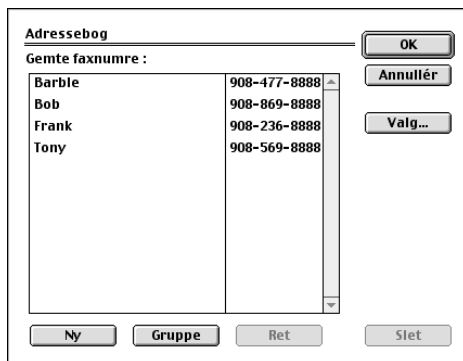 Adressebog
OK
Gemte faxnumre :
Annullér
Barbie 908-477-8888
Bob 908-869-8888
Valg...
Frank 908-236-8888
Tony 908-569-8888
Ny Gruppe Ret Slet